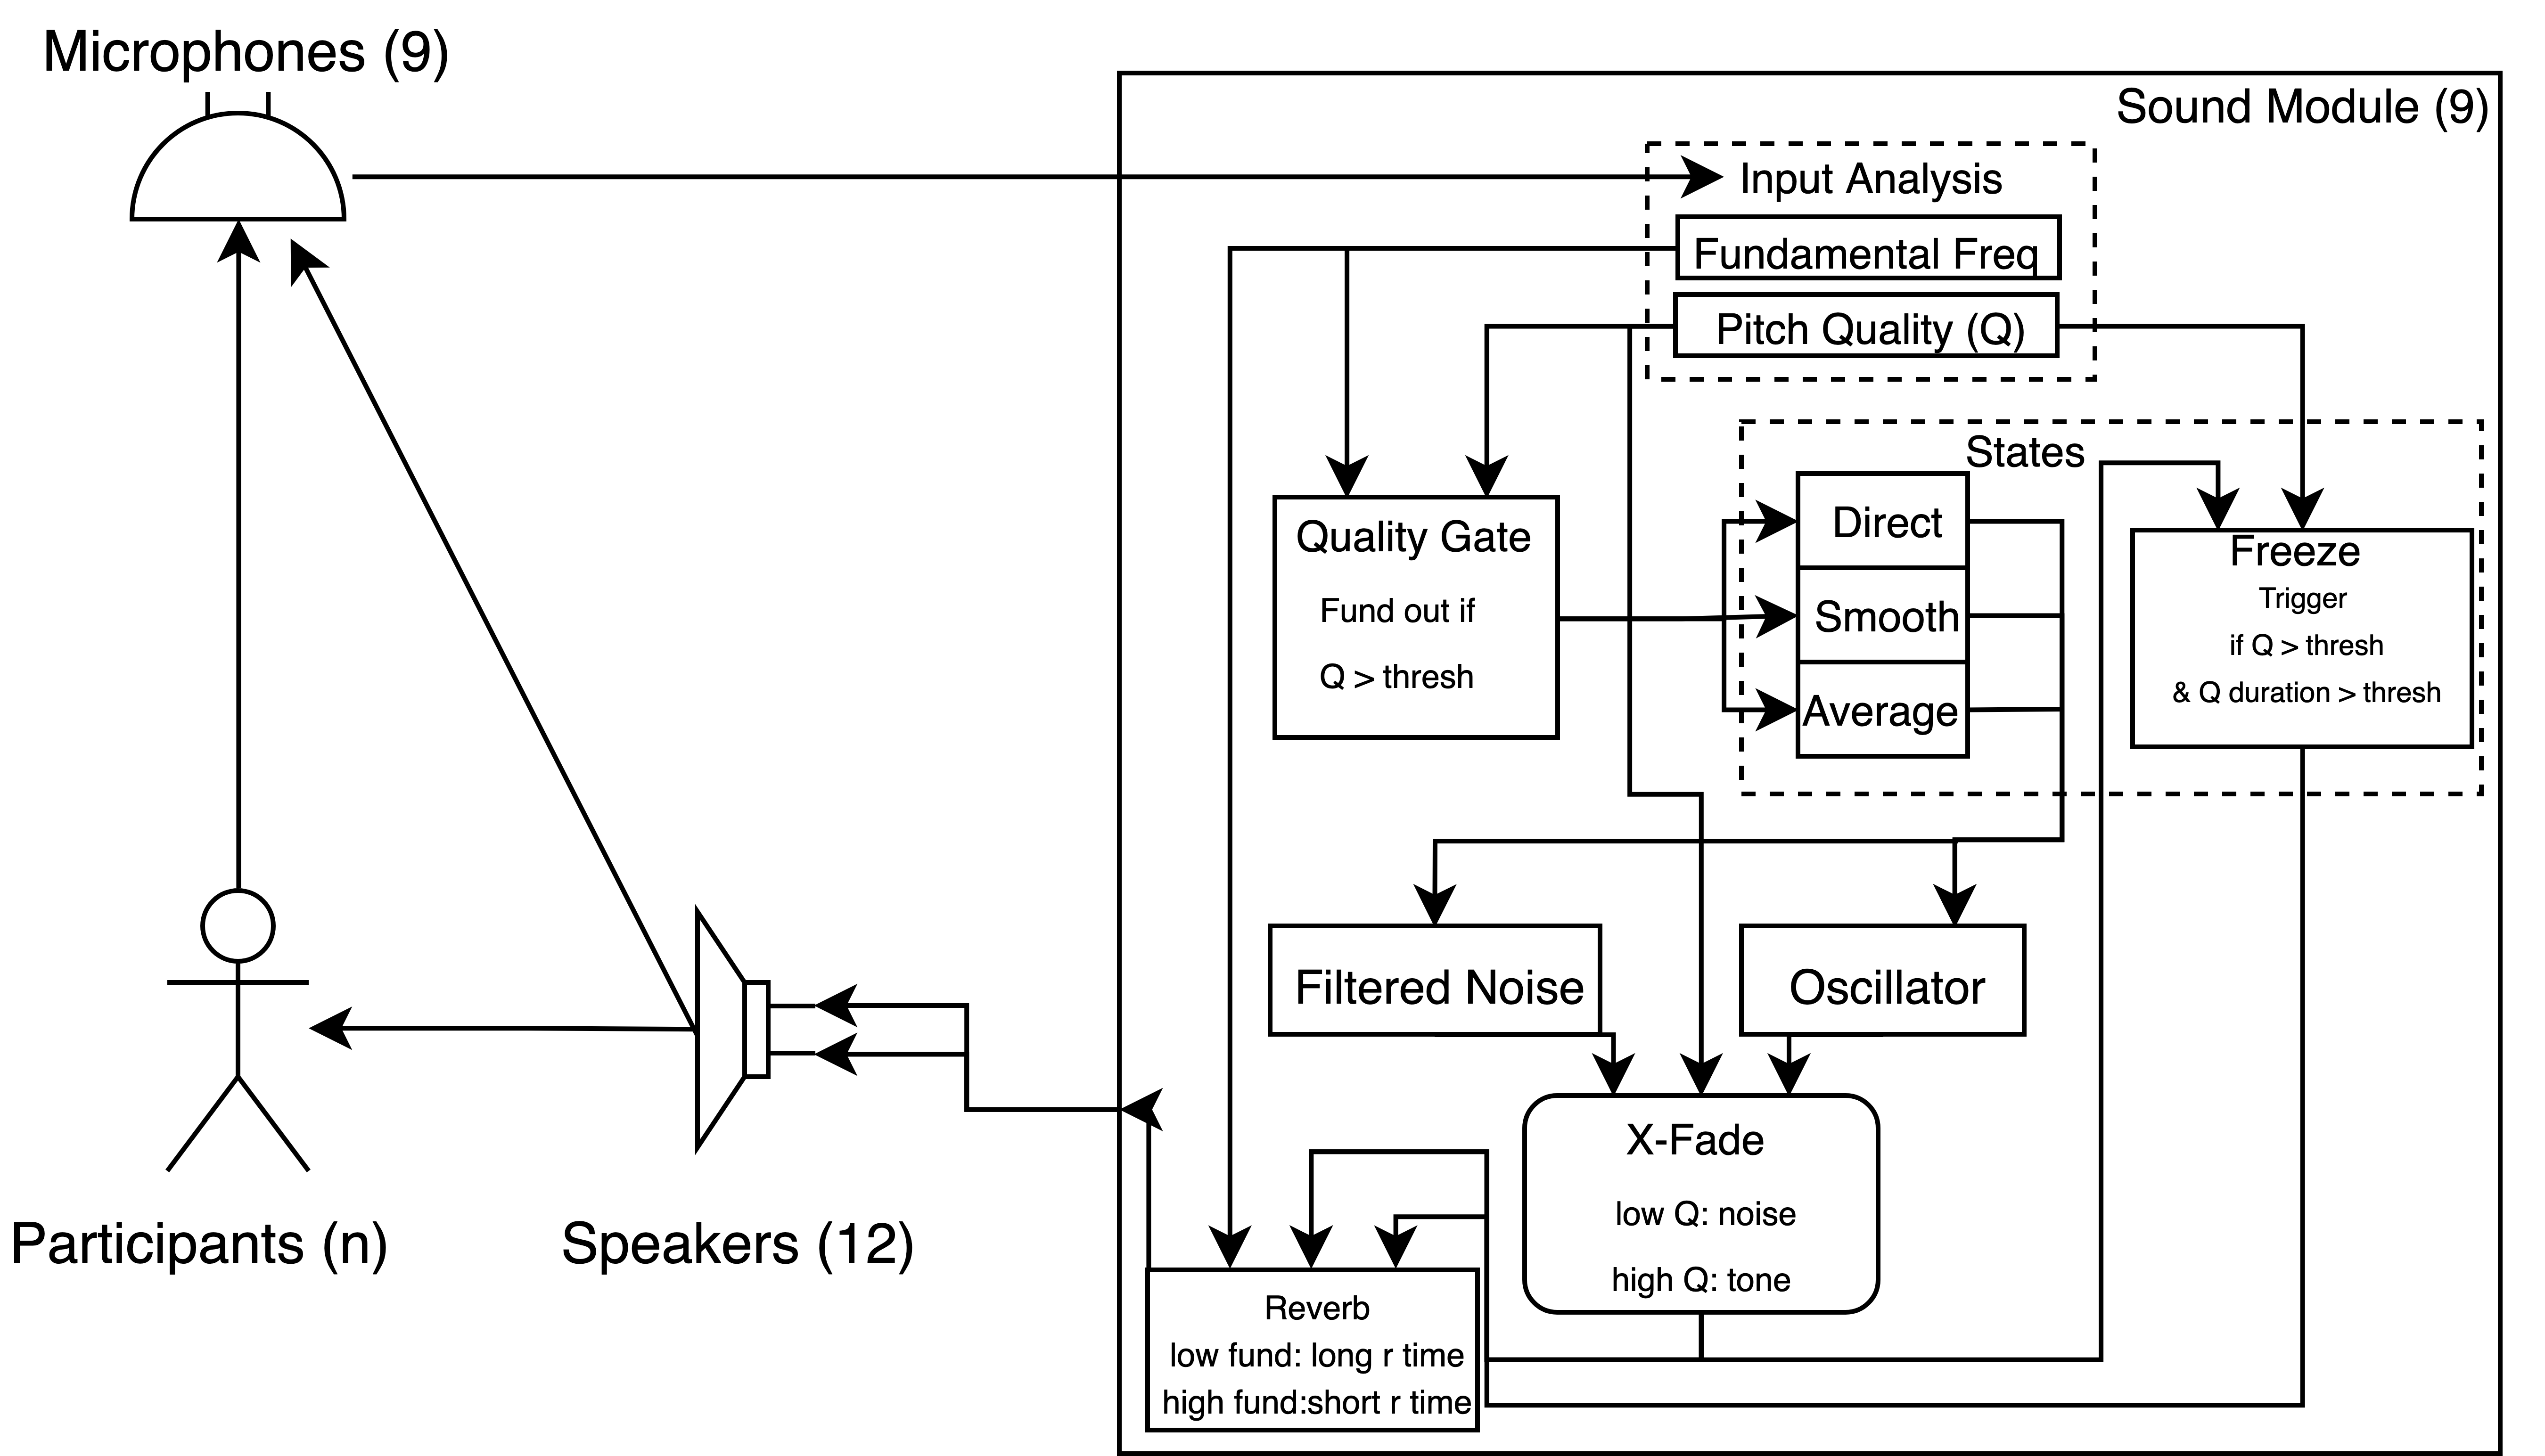 Microphones (9)
Sound Module (9)
Input Analysis
Fundamental Freq
Pitch Quality (Q)
States
Quality Gate
Fund out if
Q > thresh
Direct
Smooth
Average
Freeze
Trigger
if Q > thresh
& Q duration > thresh
Filtered Noise
Oscillator
X-Fade
low Q: noise
high Q: tone
Participants (n)
Speakers (12)
Reverb
low fund: long r time
high fund:short r time